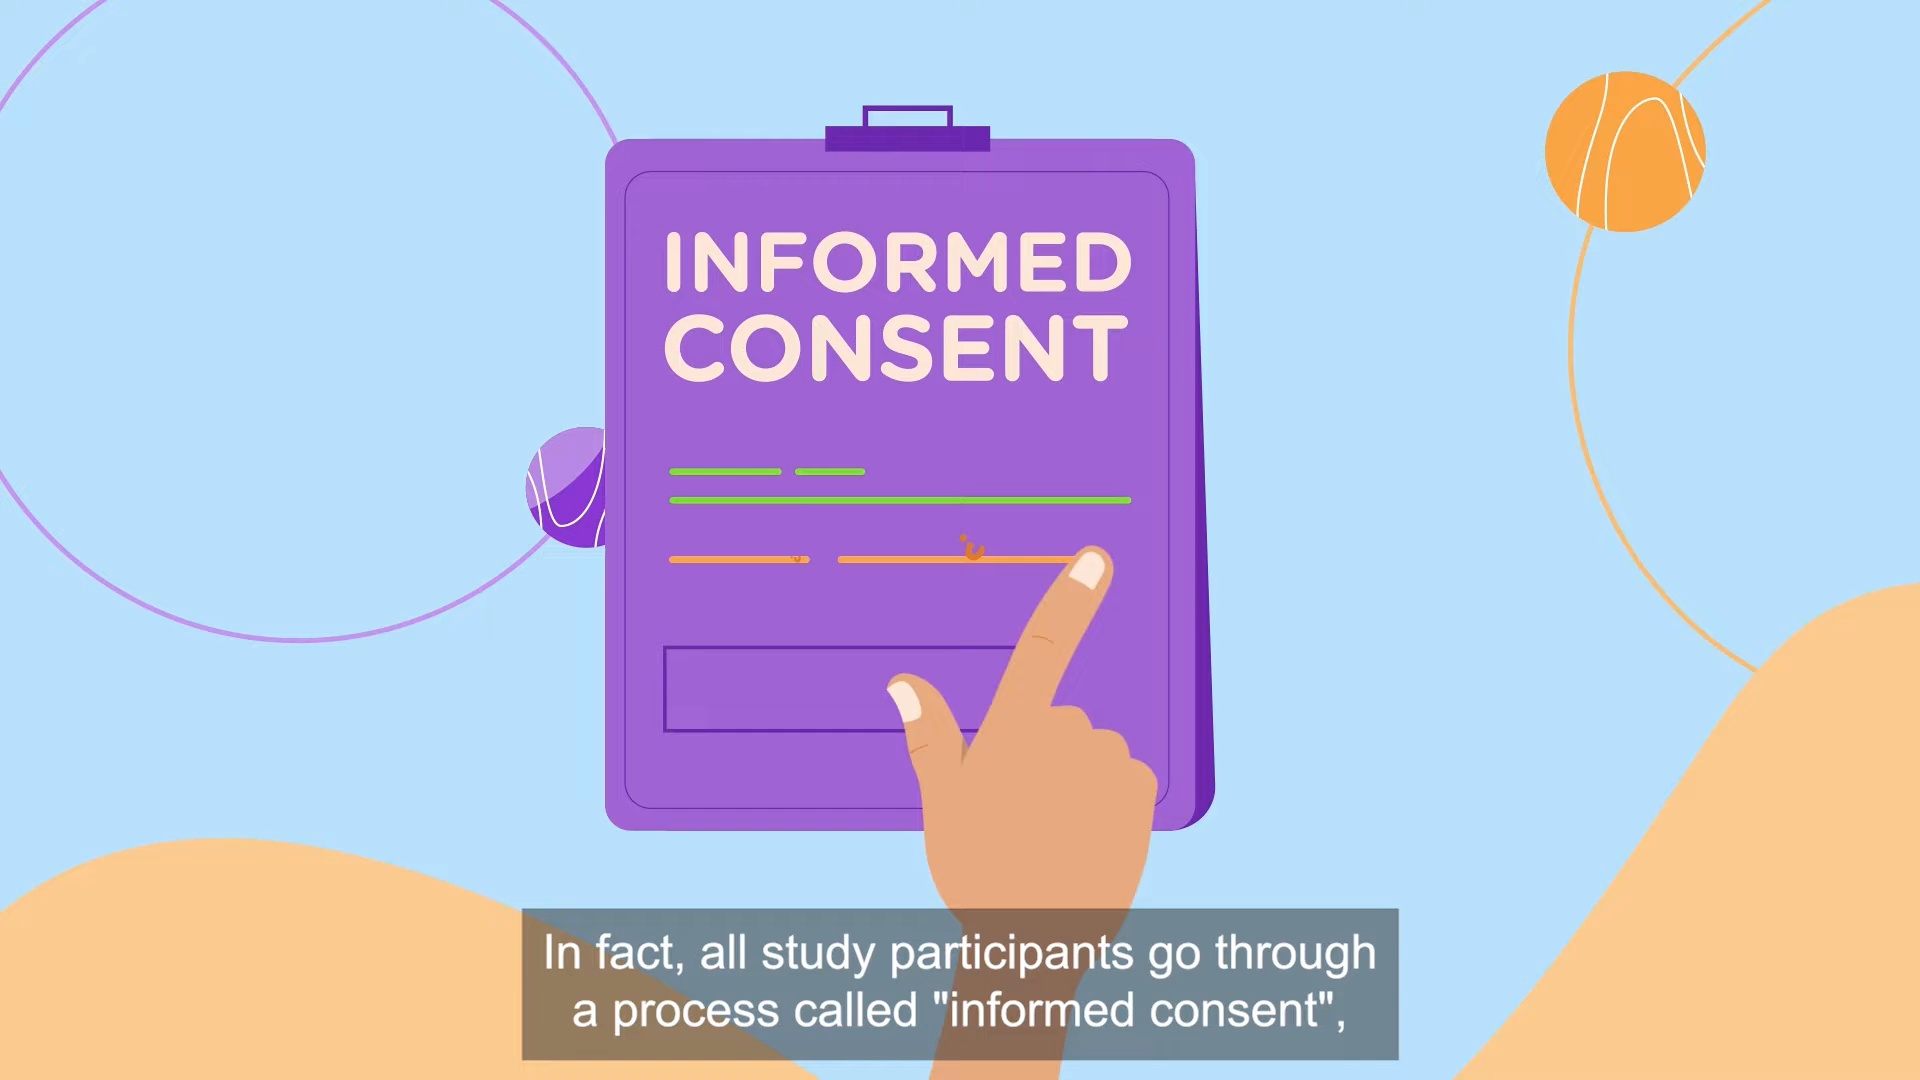 INFORMED
CONSENT
In fact, all study participants go through
a process called "informed consent",